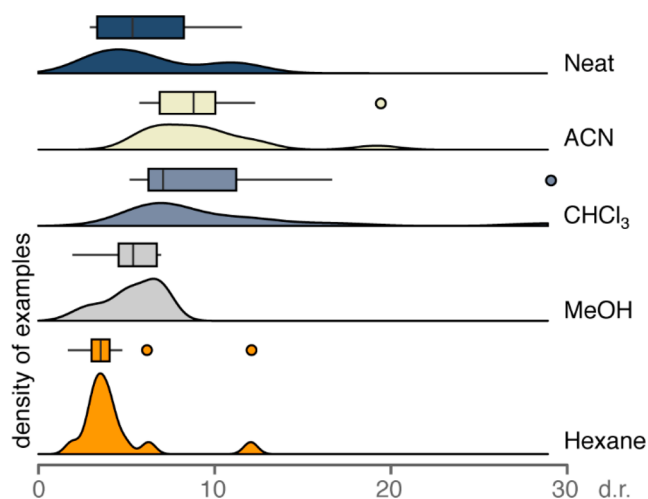 Neat
ACN
CHCl₃
MeOH
Hexane
density of examples
0 10 20 30 d.r.